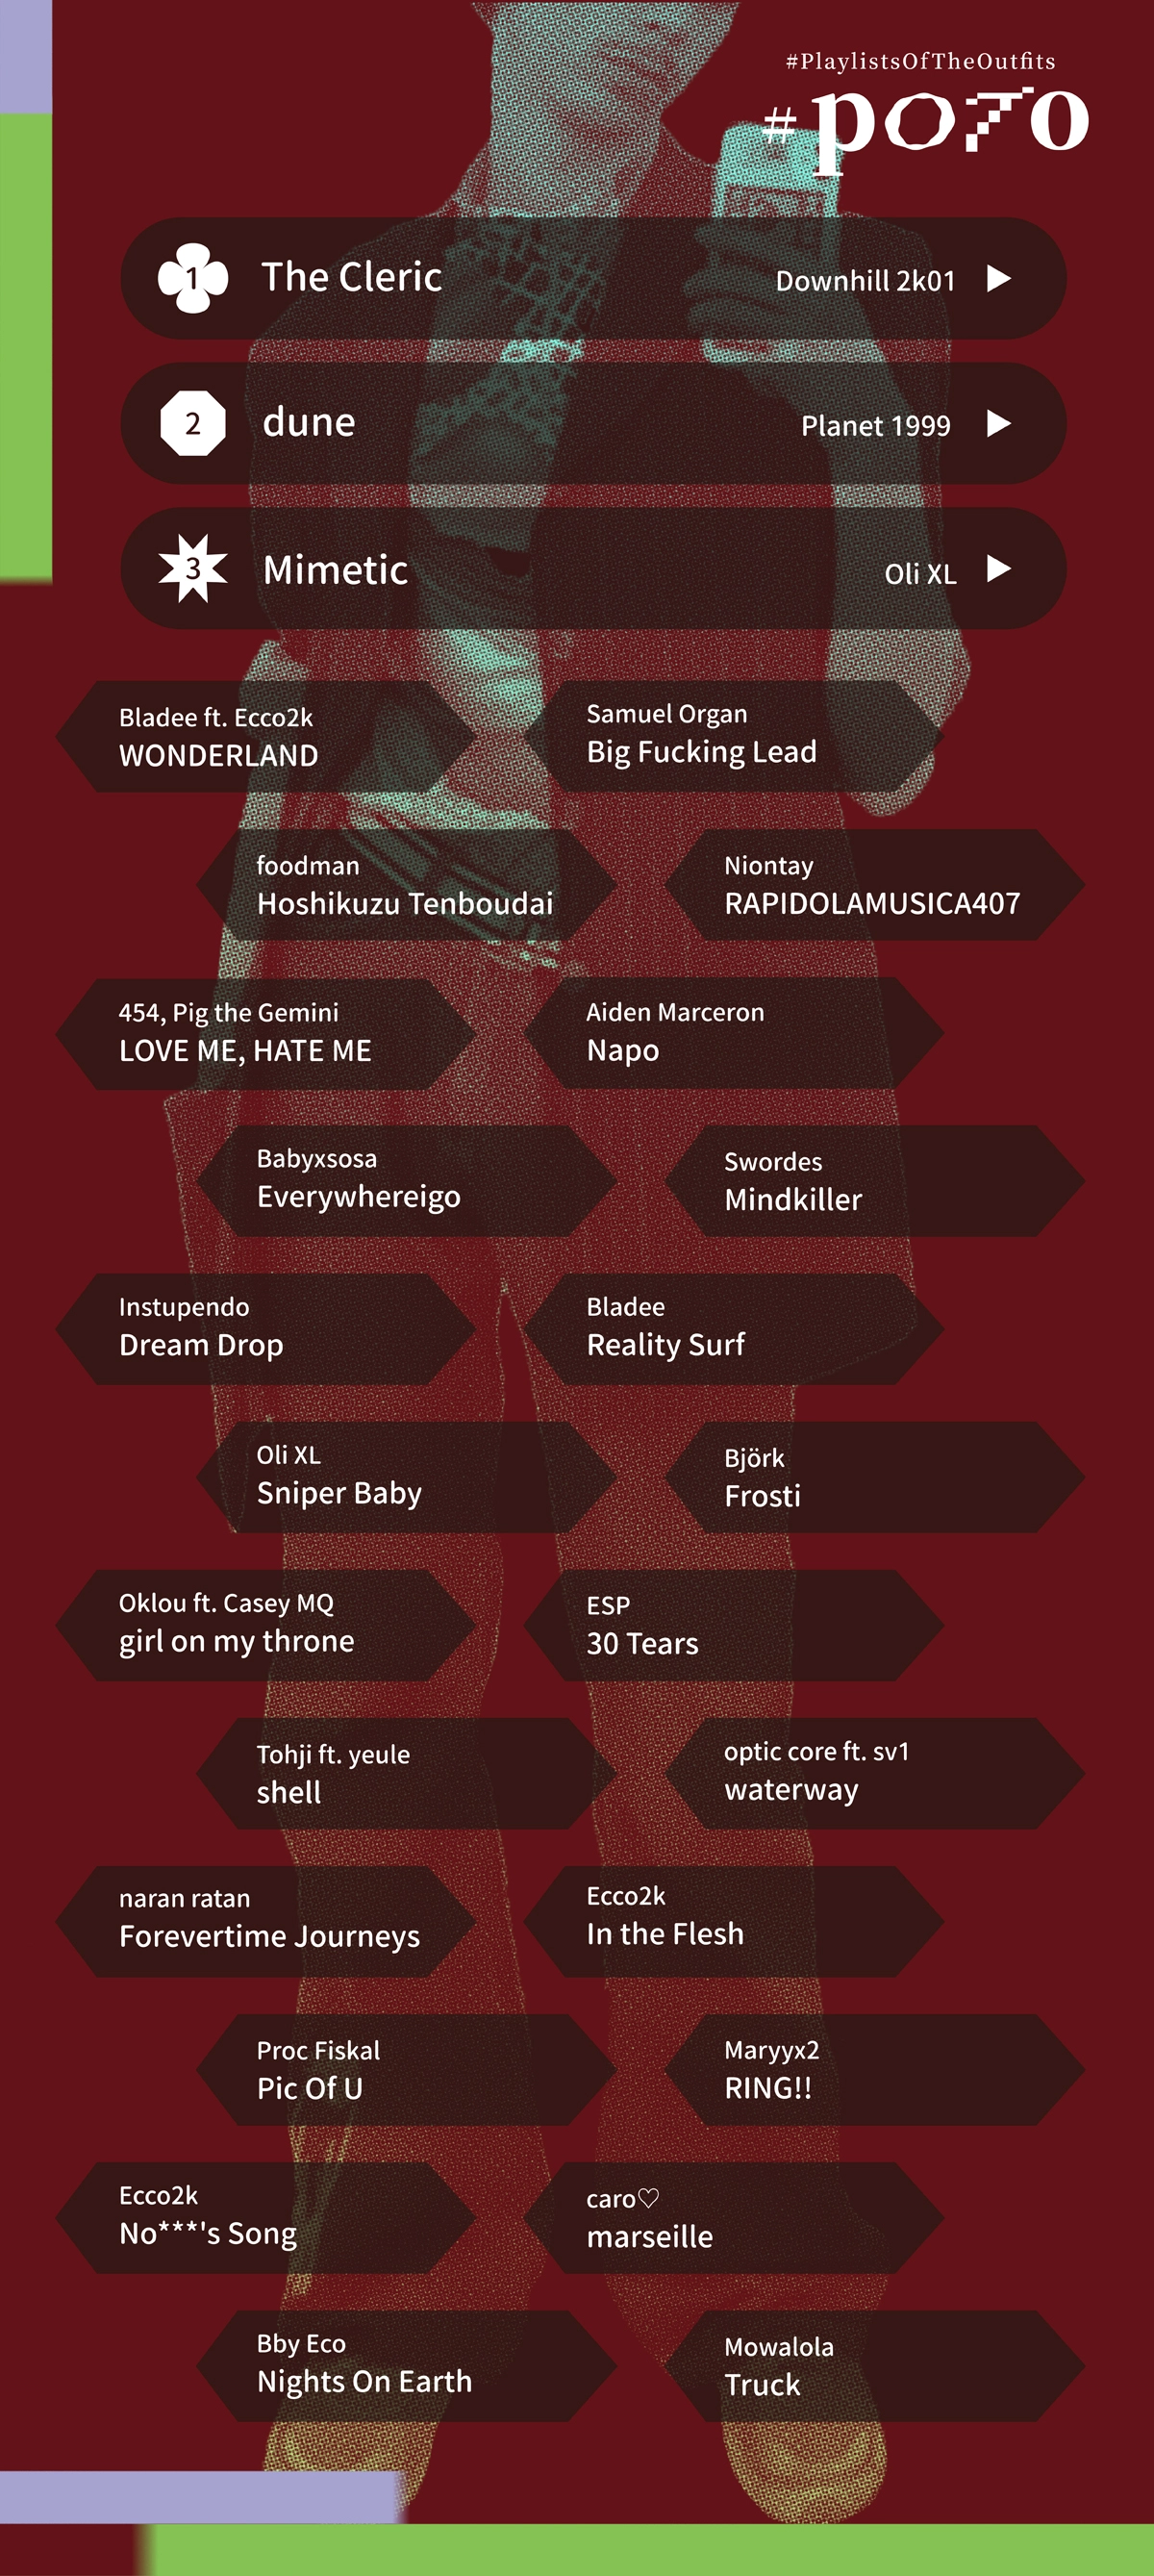 #PlaylistsOfTheOutfits
#poto
1 The Cleric Downhill 2k01
2 dune Planet 1999
3 Mimetic Oli XL
Bladee ft. Ecco2k
WONDERLAND
Samuel Organ
Big Fucking Lead
foodman
Hoshikuzu Tenboudai
Niontay
RAPIDOLAMUSICA407
454, Pig the Gemini
LOVE ME, HATE ME
Aiden Marceron
Napo
Babyxsosa
Everywhereigo
Swordes
Mindkiller
Instupendo
Dream Drop
Bladee
Reality Surf
Oli XL
Sniper Baby
Björk
Frosti
Oklou ft. Casey MQ
girl on my throne
ESP
30 Tears
Tohji ft. yeule
shell
optic core ft. sv1
waterway
naran ratan
Forevertime Journeys
Ecco2k
In the Flesh
Proc Fiskal
Pic Of U
Maryyx2
RING!!
Ecco2k
No***'s Song
caro♡
marseille
Bby Eco
Nights On Earth
Mowalola
Truck